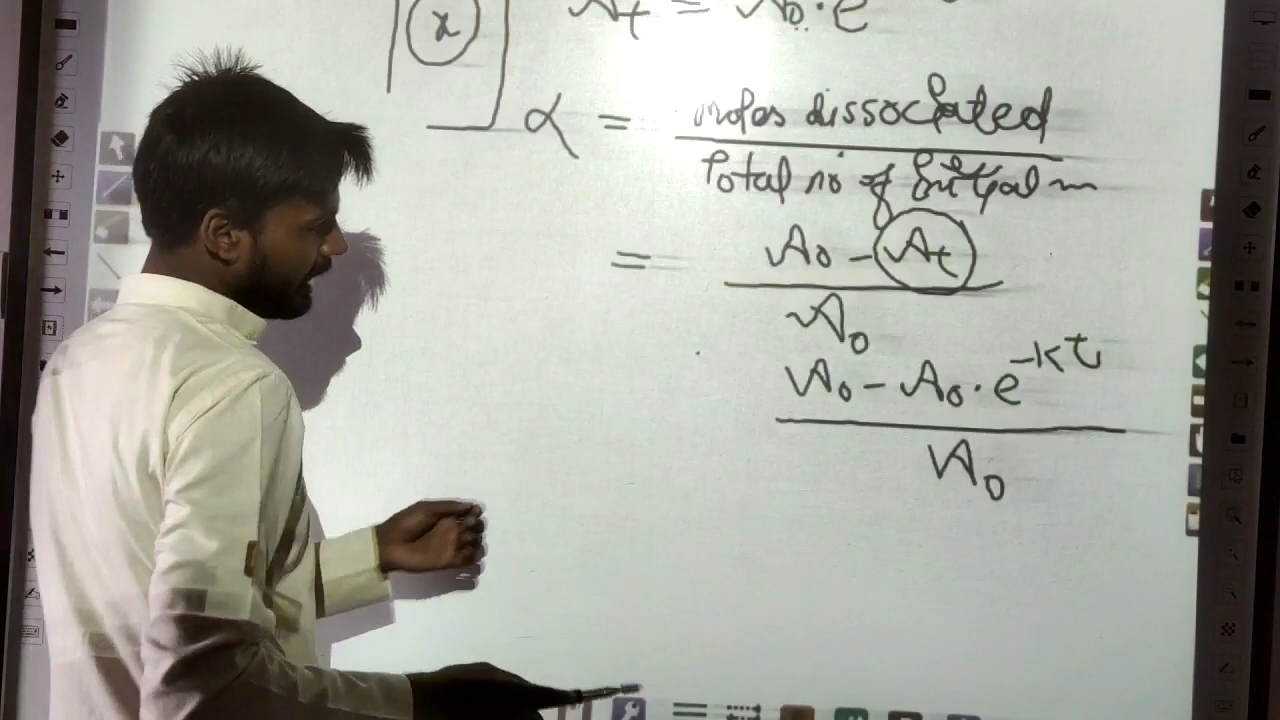 x
At = A₀·e
α = moles dissociated
Total no of Initial m
= A₀ - At
A₀
A₀ - A₀·e^-Kt
A₀